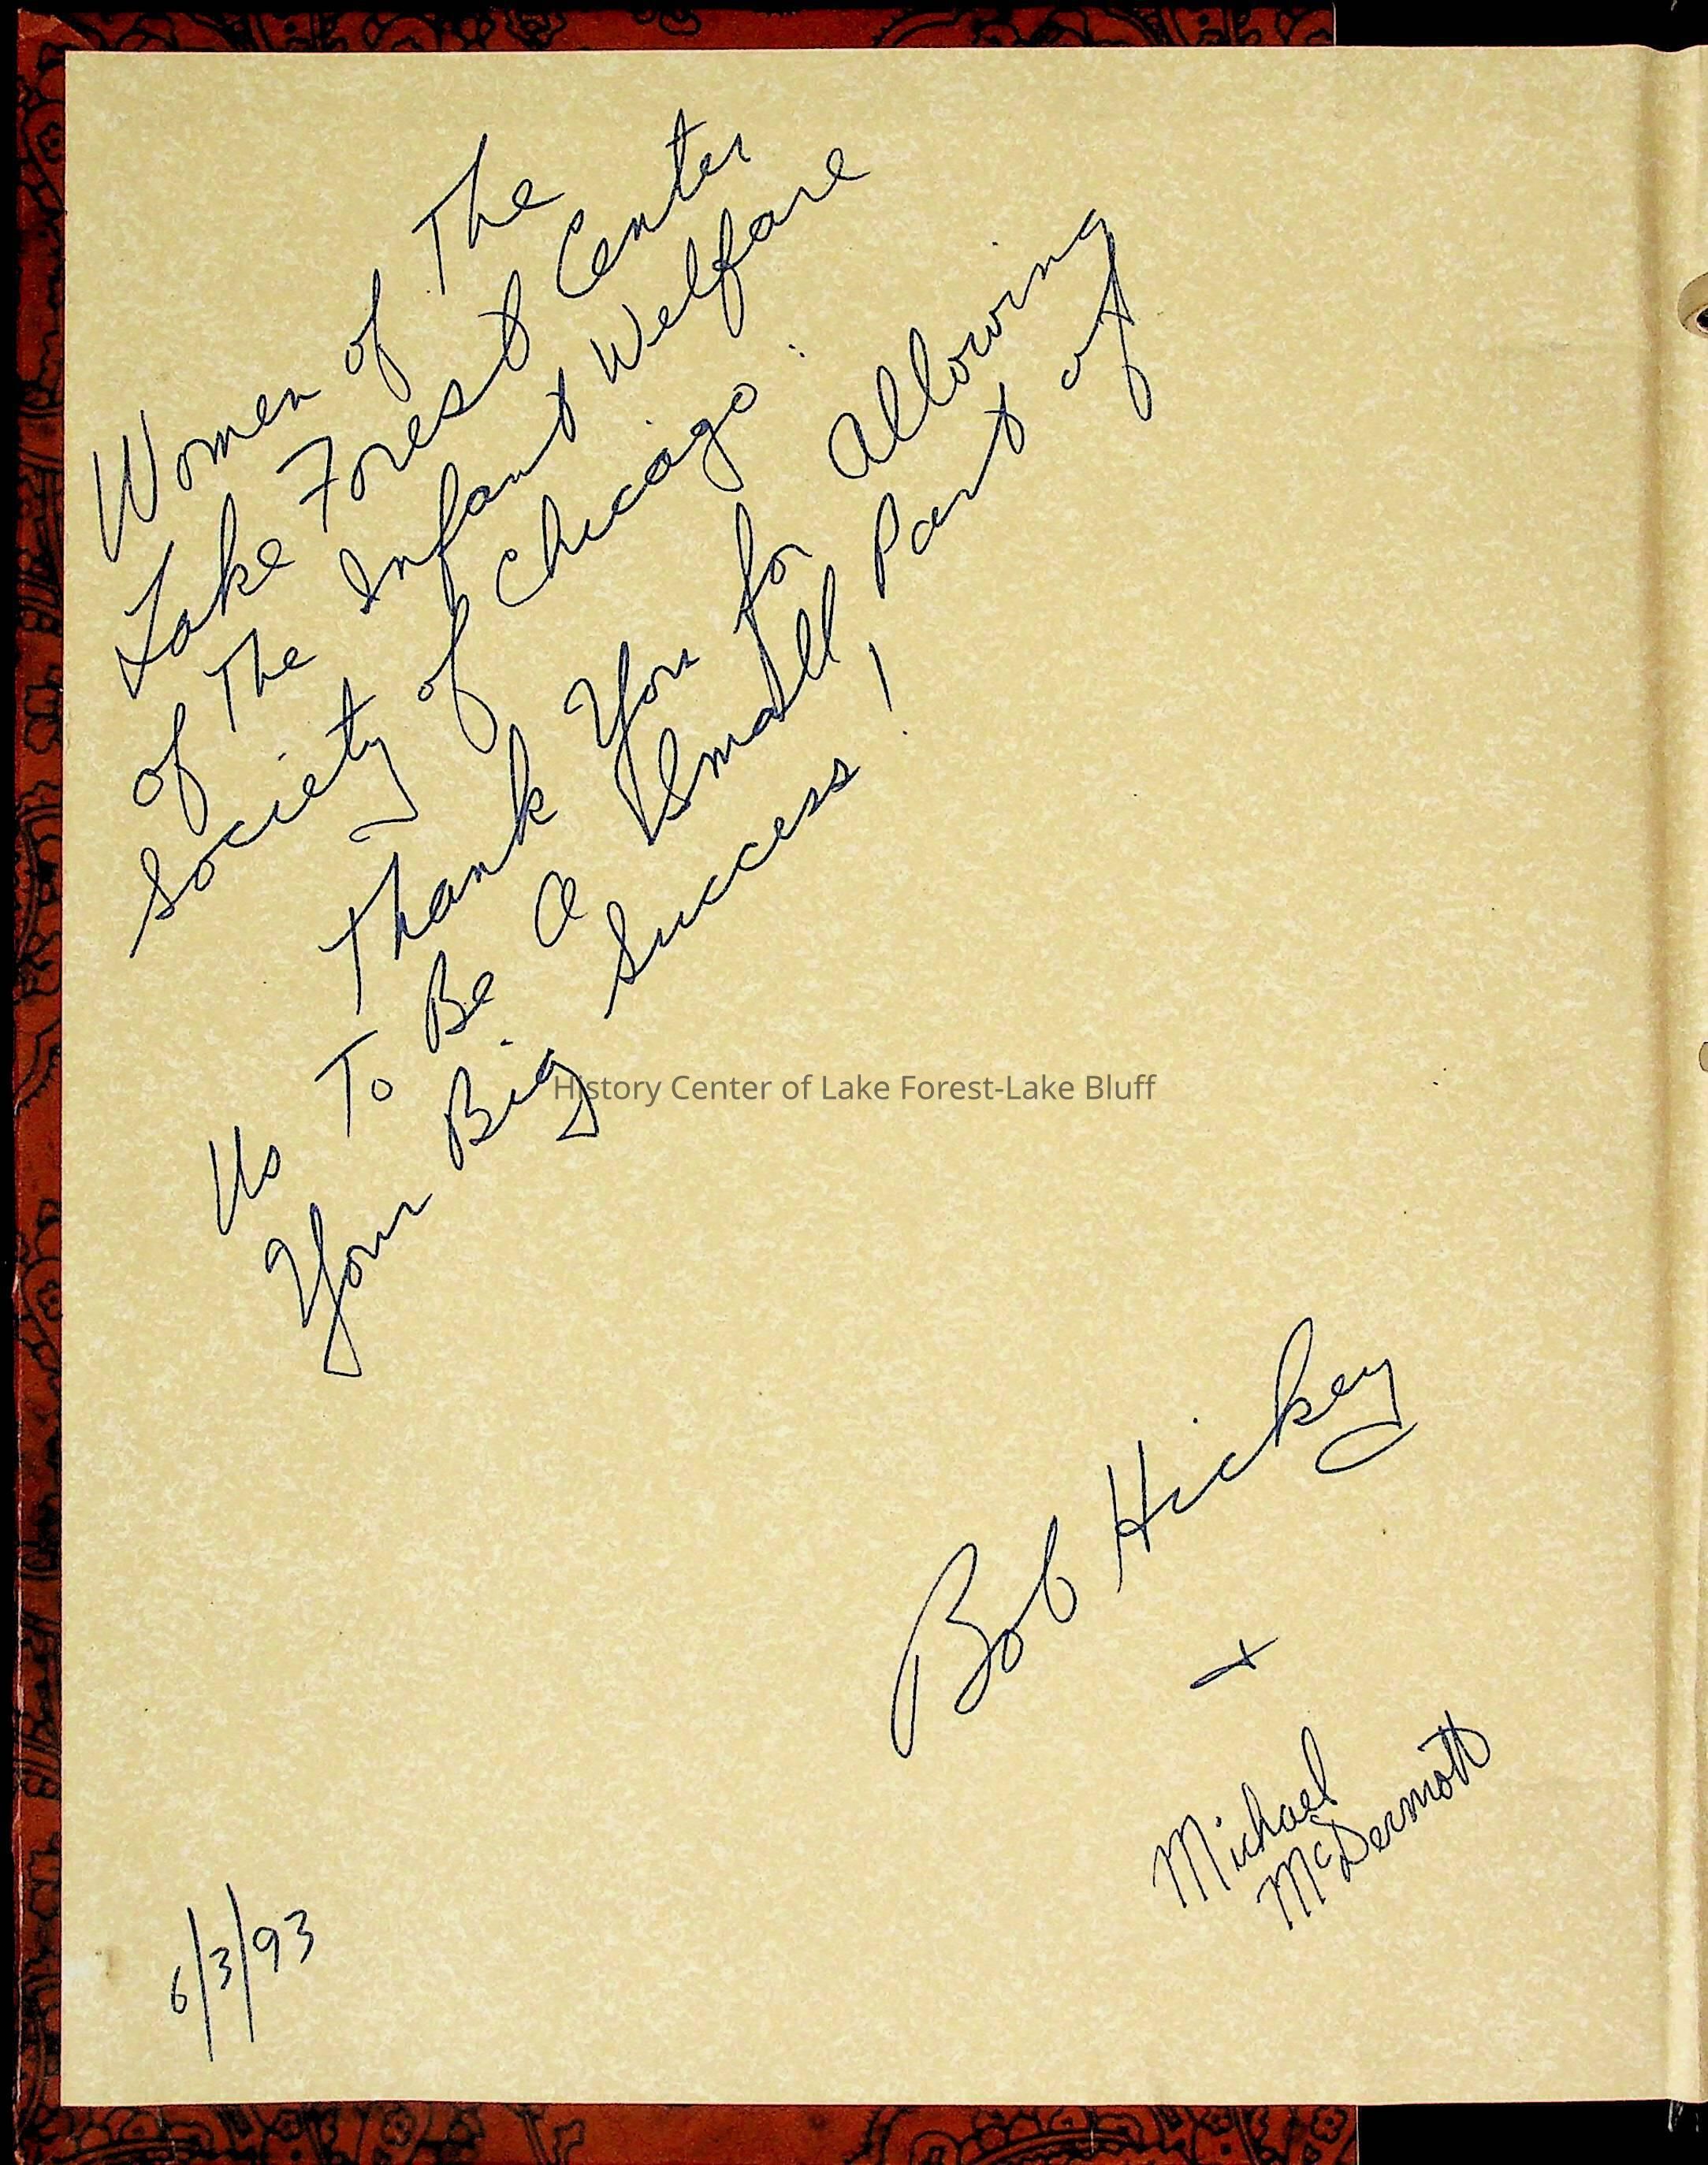 Women of The
Lake Forest Center
of The Infant Welfare
Society of Chicago :
Thank You for Allowing
Us To Be A Small Part of
Your Big Success !
History Center of Lake Forest-Lake Bluff
Bob Hickey
+
Michael
McDermott
6/3/93